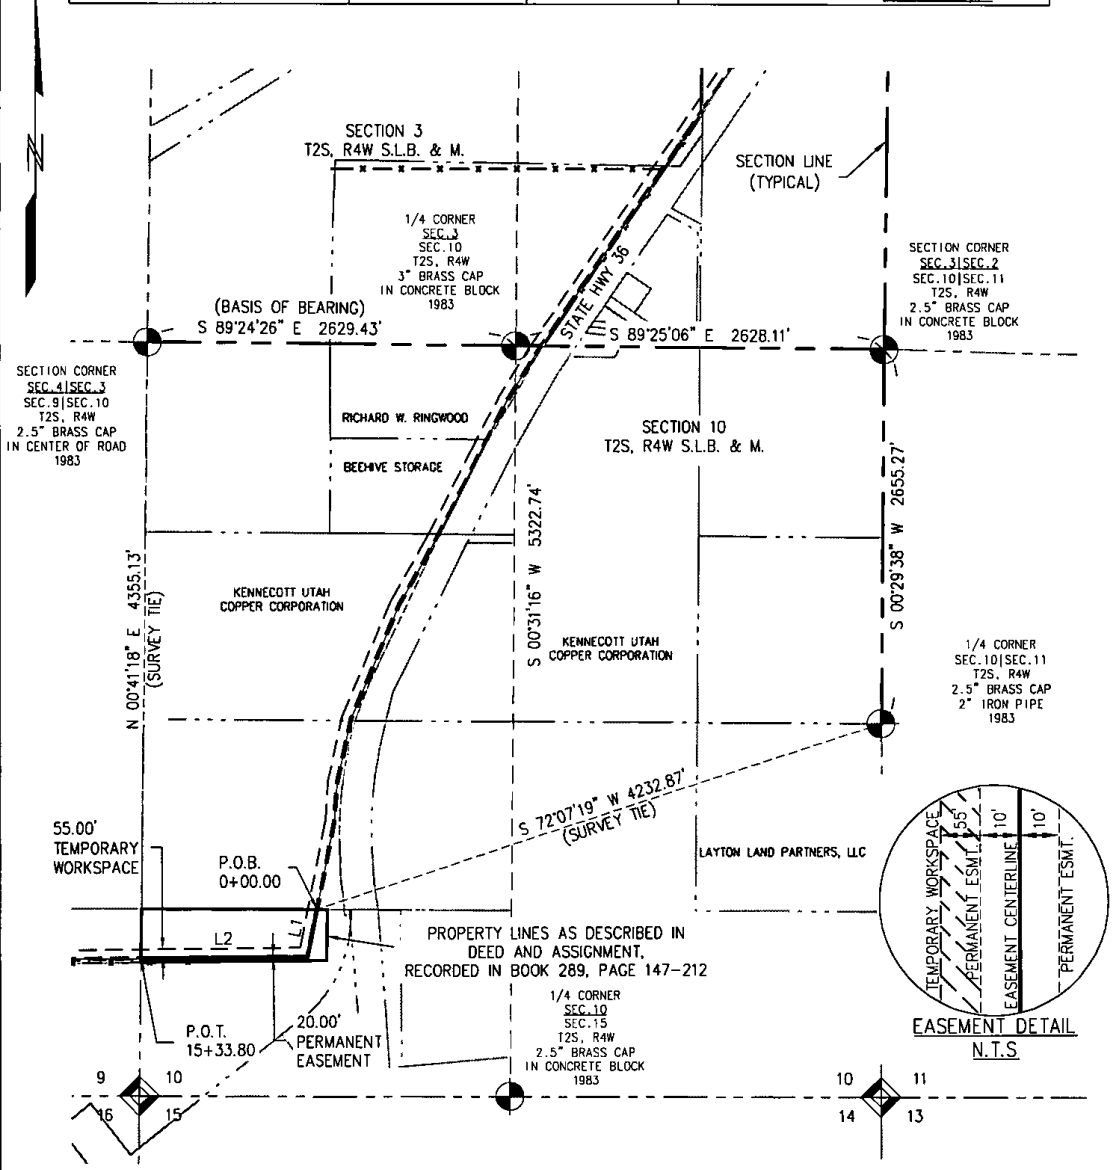 N
SECTION 3
T2S, R4W S.L.B. & M.
SECTION LINE
(TYPICAL)
1/4 CORNER
SEC.3
SEC.10
T2S, R4W
3" BRASS CAP
IN CONCRETE BLOCK
1983
SECTION CORNER
SEC.3|SEC.2
SEC.10|SEC.11
T2S, R4W
2.5" BRASS CAP
IN CONCRETE BLOCK
1983
STATE HWY 36
(BASIS OF BEARING)
S 89°24'26" E 2629.43'
S 89°25'06" E 2628.11'
SECTION CORNER
SEC.4|SEC.3
SEC.9|SEC.10
T2S, R4W
2.5" BRASS CAP
IN CENTER OF ROAD
1983
RICHARD W. RINGWOOD
BEEHIVE STORAGE
SECTION 10
T2S, R4W S.L.B. & M.
N 00°41'18" E 4355.13'
(SURVEY TIE)
S 00°31'16" W 5322.74'
S 00°29'38" W 2655.27'
KENNECOTT UTAH
COPPER CORPORATION
KENNECOTT UTAH
COPPER CORPORATION
1/4 CORNER
SEC.10|SEC.11
T2S, R4W
2.5" BRASS CAP
2" IRON PIPE
1983
S 72°07'19" W 4232.87'
(SURVEY TIE)
55.00'
TEMPORARY
WORKSPACE
P.O.B.
0+00.00
LAYTON LAND PARTNERS, LLC
L1
L2
PROPERTY LINES AS DESCRIBED IN
DEED AND ASSIGNMENT,
RECORDED IN BOOK 289, PAGE 147-212
1/4 CORNER
SEC.10
SEC.15
T2S, R4W
2.5" BRASS CAP
IN CONCRETE BLOCK
1983
P.O.T.
15+33.80
20.00'
PERMANENT
EASEMENT
55'
10'
10'
TEMPORARY WORKSPACE
PERMANENT ESMT.
EASEMENT CENTERLINE
PERMANENT ESMT.
EASEMENT DETAIL
N.T.S
9 10
16 15
10 11
14 13